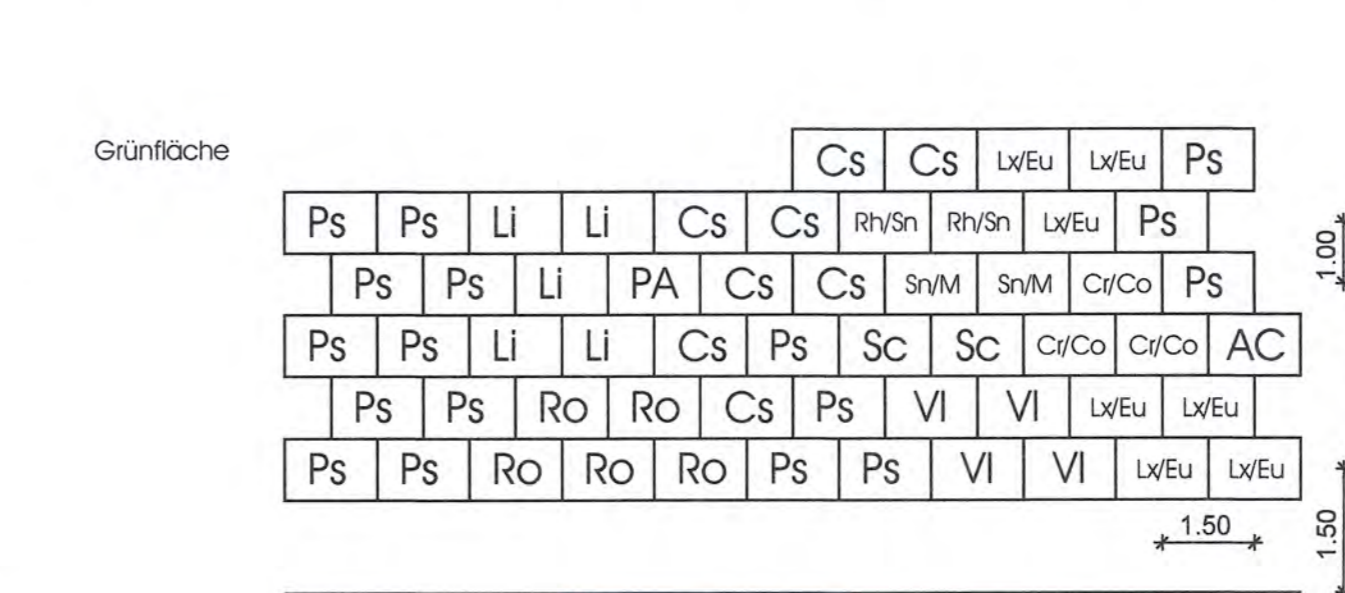 Grünfläche
Cs Cs Lx/Eu Lx/Eu Ps
Ps Ps Li Li Cs Cs Rh/Sn Rh/Sn Lx/Eu Ps
1.00
Ps Ps Li PA Cs Cs Sn/M Sn/M Cr/Co Ps
Ps Ps Li Li Cs Ps Sc Sc Cr/Co Cr/Co AC
Ps Ps Ro Ro Cs Ps Vl Vl Lx/Eu Lx/Eu
Ps Ps Ro Ro Ro Ps Ps Vl Vl Lx/Eu Lx/Eu
1.50
1.50